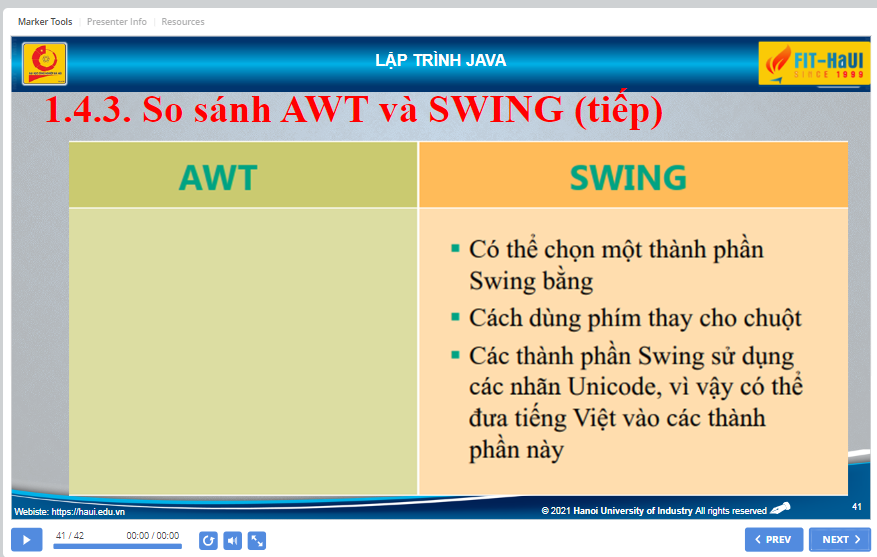 Marker Tools
Presenter Info
Resources
LẬP TRÌNH JAVA
FIT-HaUI
SINCE 1999
1.4.3. So sánh AWT và SWING (tiếp)
AWT
SWING
Có thể chọn một thành phần
Swing bằng
Cách dùng phím thay cho chuột
Các thành phần Swing sử dụng
các nhãn Unicode, vì vậy có thể
đưa tiếng Việt vào các thành
phần này
Webiste: https://haui.edu.vn
© 2021 Hanoi University of Industry All rights reserved
41
41 / 42
00:00 / 00:00
PREV
NEXT